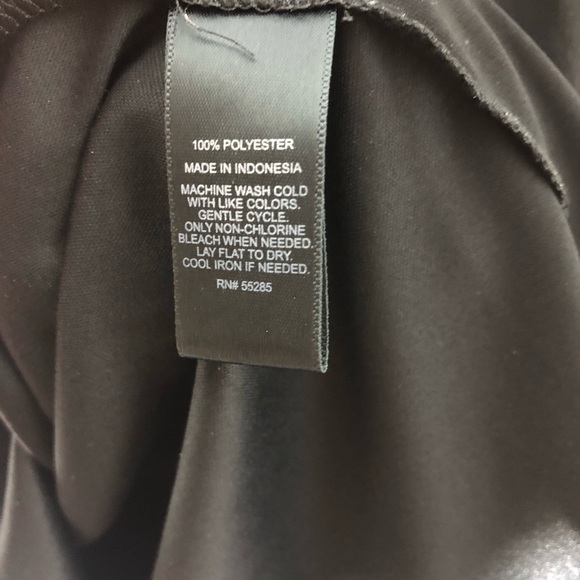 100% POLYESTER
MADE IN INDONESIA
MACHINE WASH COLD
WITH LIKE COLORS.
GENTLE CYCLE.
ONLY NON-CHLORINE
BLEACH WHEN NEEDED.
LAY FLAT TO DRY.
COOL IRON IF NEEDED.
RN# 55285